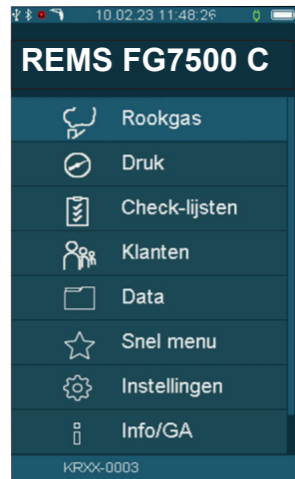 10.02.23 11:48:26
REMS FG7500 C
Rookgas
Druk
Check-lijsten
Klanten
Data
Snel menu
Instellingen
Info/GA
KRXX-0003